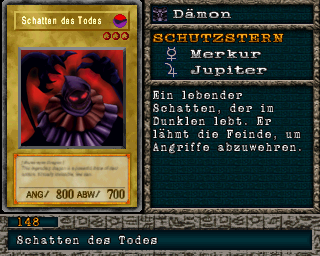 Schatten des Todes
ANG/ 800 ABW/ 700
Dämon
SCHUTZSTERN
Merkur
Jupiter
Ein lebender
Schatten, der im
Dunklen lebt. Er
lähmt die Feinde, um
Angriffe abzuwehren.
148
Schatten des Todes